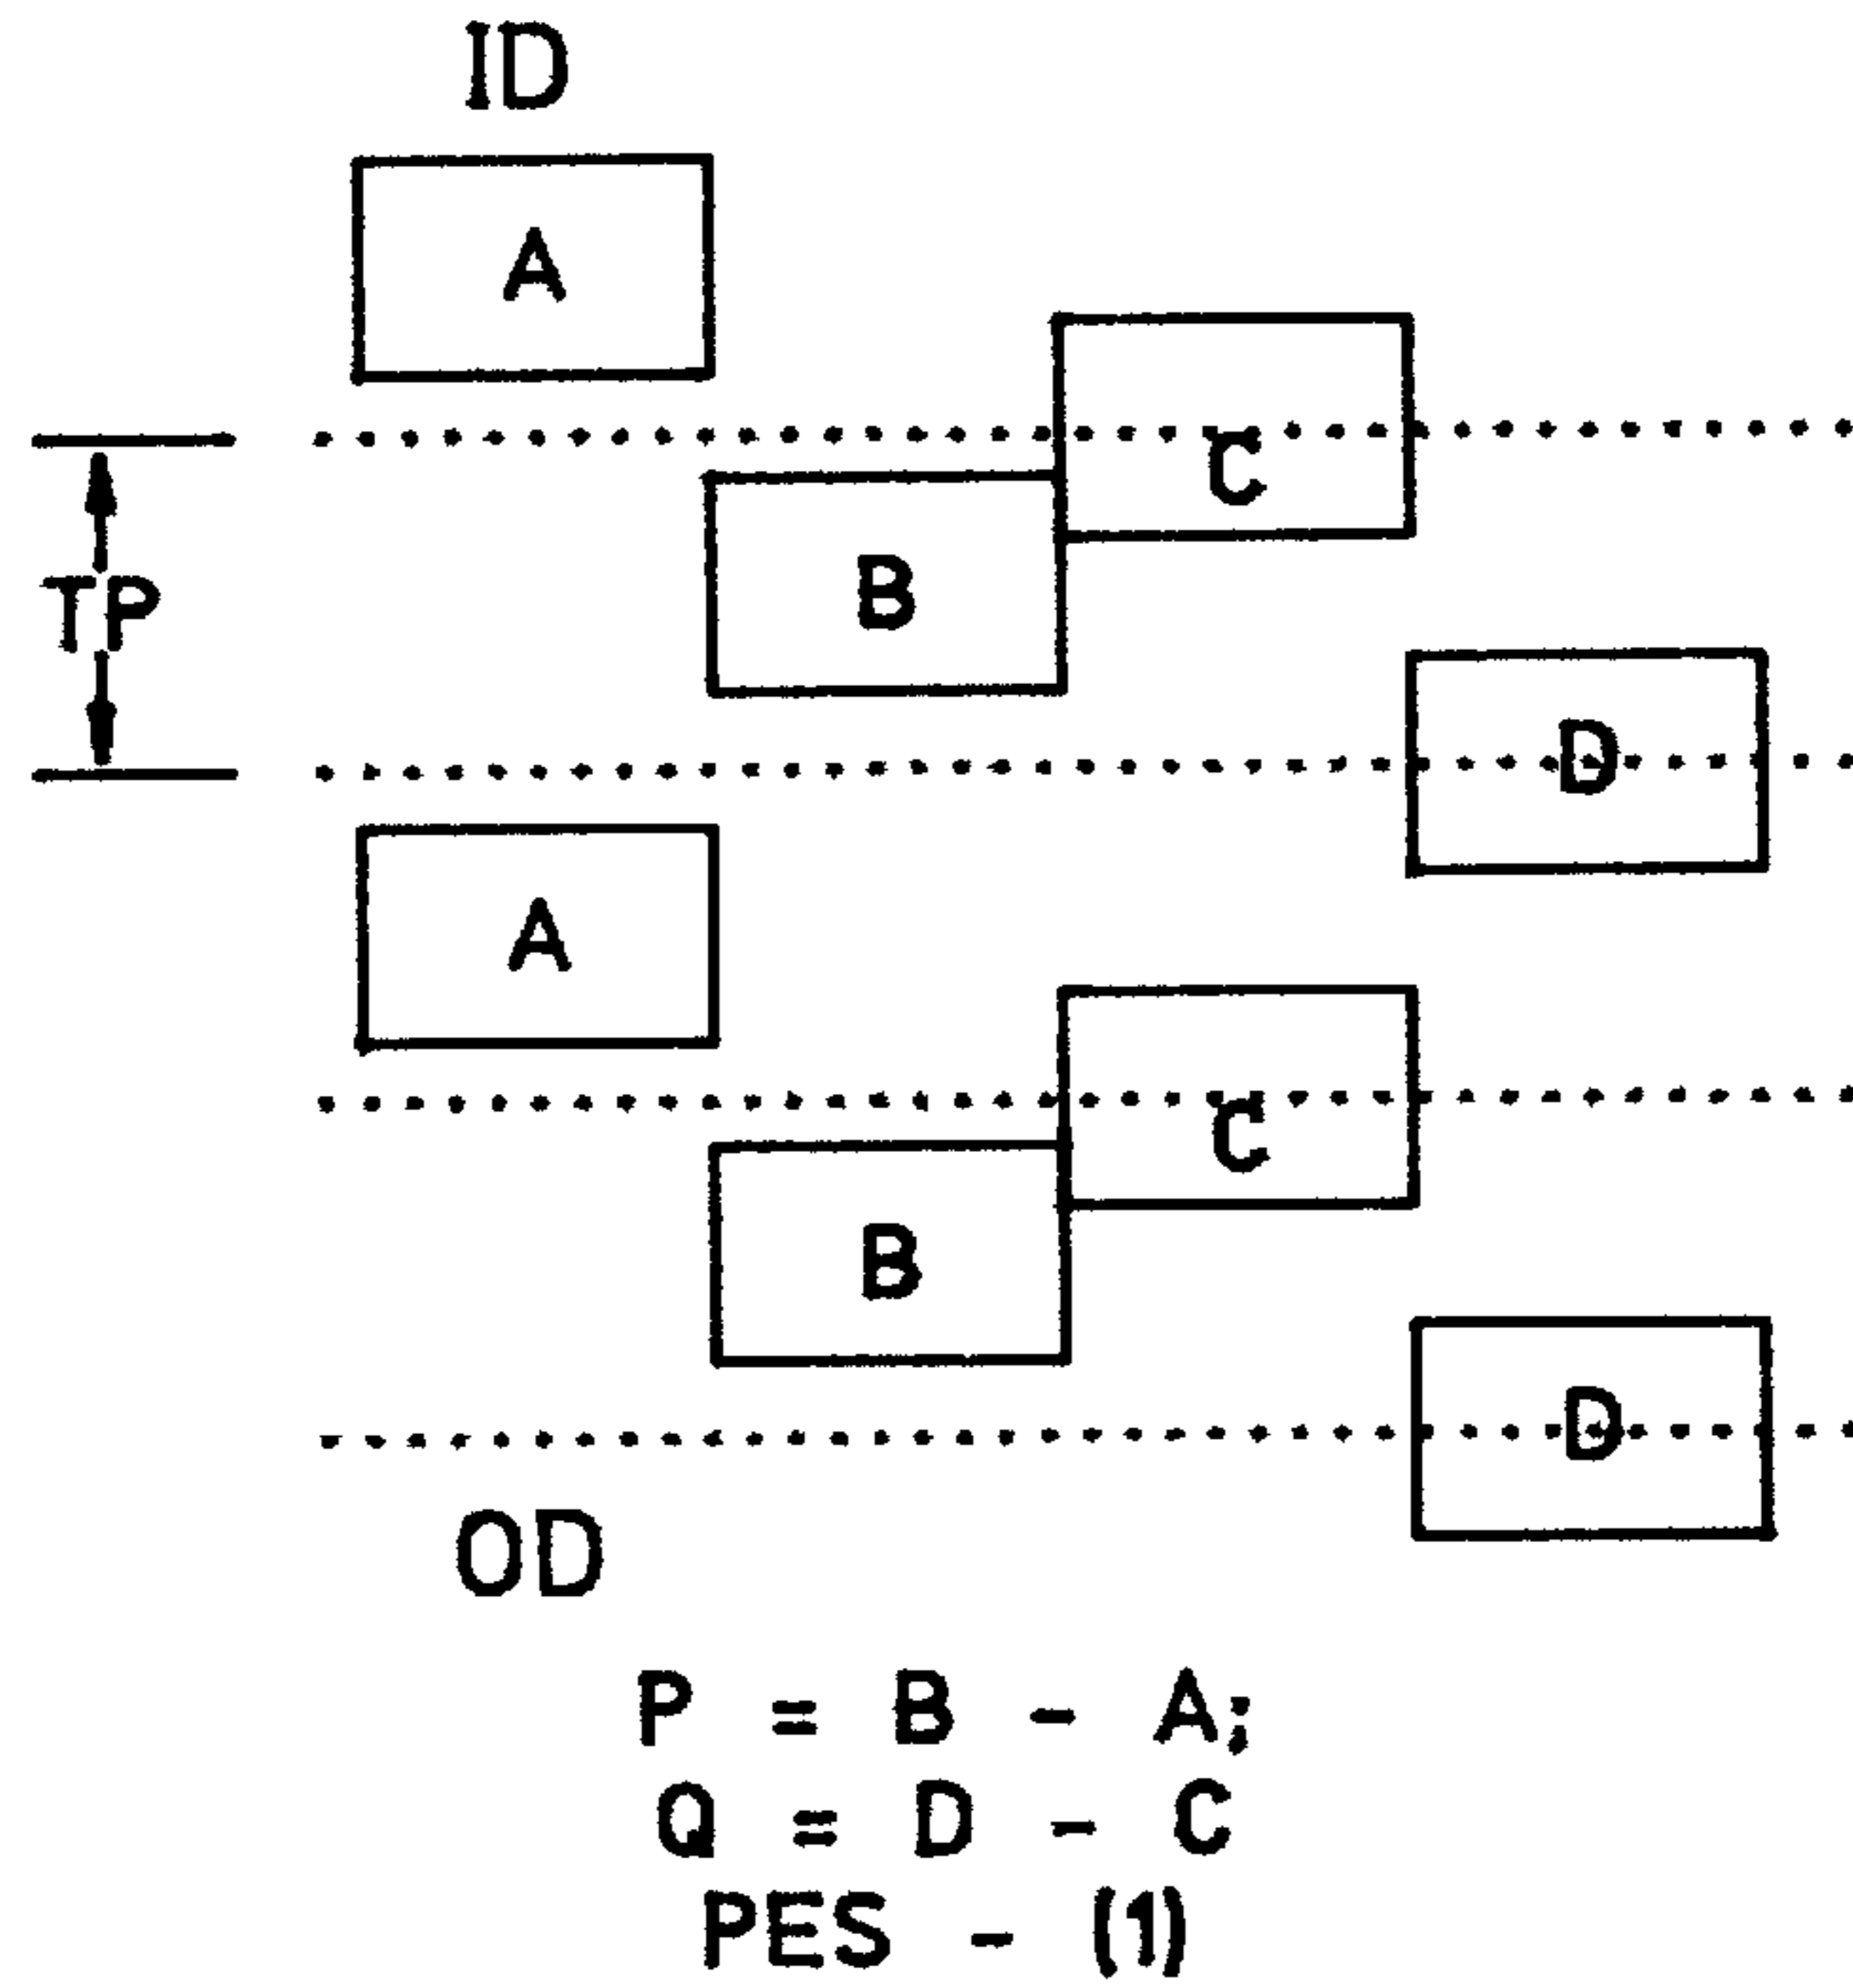 ID
A
C
B
TP
D
A
C
B
D
OD
P = B - A;
Q = D - C
PES - (1)